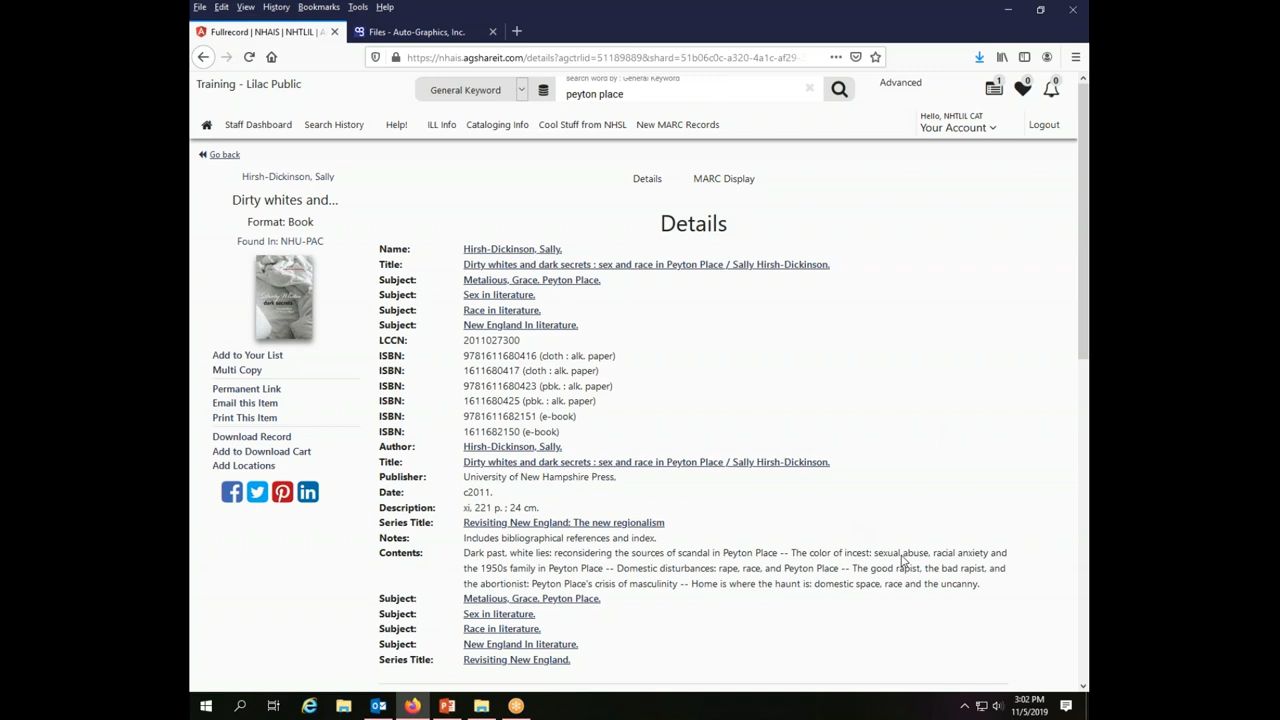 File Edit View History Bookmarks Tools Help
Fullrecord | NHAIS | NHTLIL | A
Files - Auto-Graphics, Inc.
https://nhais.agshareit.com/details?agctrlid=511898889&shard=51b06c0c-a320-4a1c-af29-
Training - Lilac Public
General Keyword
search word by : General Keyword
peyton place
Advanced
1 0 0
Staff Dashboard Search History Help! ILL Info Cataloging Info Cool Stuff from NHSL New MARC Records
Hello, NHTLIL CAT
Your Account
Logout
Go back
Hirsh-Dickinson, Sally
Dirty whites and...
Format: Book
Found In: NHU-PAC
dark secrets
Add to Your List
Multi Copy
Permanent Link
Email this Item
Print This Item
Download Record
Add to Download Cart
Add Locations
Details MARC Display
Details
Name: Hirsh-Dickinson, Sally.
Title: Dirty whites and dark secrets : sex and race in Peyton Place / Sally Hirsh-Dickinson.
Subject: Metalious, Grace. Peyton Place.
Subject: Sex in literature.
Subject: Race in literature.
Subject: New England In literature.
LCCN: 2011027300
ISBN: 9781611680416 (cloth : alk. paper)
ISBN: 1611680417 (cloth : alk. paper)
ISBN: 9781611680423 (pbk. : alk. paper)
ISBN: 1611680425 (pbk. : alk. paper)
ISBN: 9781611682151 (e-book)
ISBN: 1611682150 (e-book)
Author: Hirsh-Dickinson, Sally.
Title: Dirty whites and dark secrets : sex and race in Peyton Place / Sally Hirsh-Dickinson.
Publisher: University of New Hampshire Press,
Date: c2011.
Description: xi, 221 p. ; 24 cm.
Series Title: Revisiting New England: The new regionalism
Notes: Includes bibliographical references and index.
Contents: Dark past, white lies: reconsidering the sources of scandal in Peyton Place -- The color of incest: sexual abuse, racial anxiety and
the 1950s family in Peyton Place -- Domestic disturbances: rape, race, and Peyton Place -- The good rapist, the bad rapist, and
the abortionist: Peyton Place's crisis of masculinity -- Home is where the haunt is: domestic space, race and the uncanny.
Subject: Metalious, Grace. Peyton Place.
Subject: Sex in literature.
Subject: Race in literature.
Subject: New England In literature.
Series Title: Revisiting New England.
3:02 PM
11/5/2019